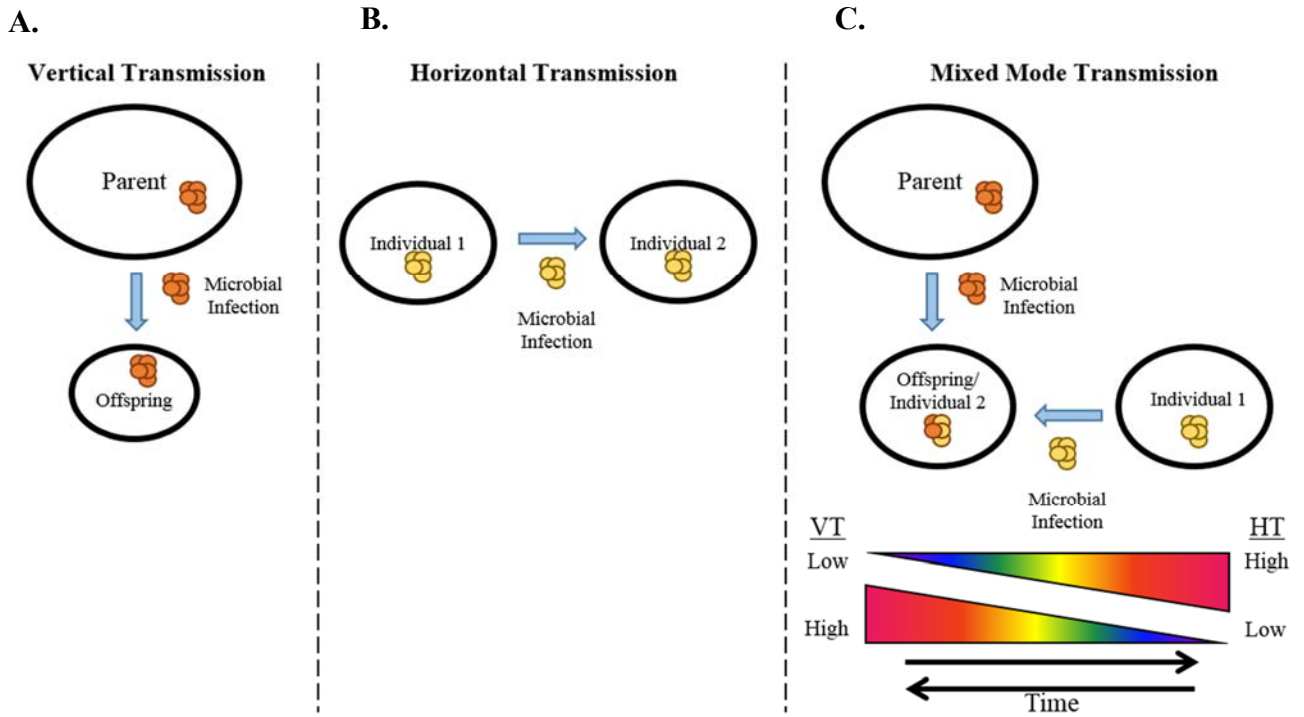 A.
Vertical Transmission
Parent
Microbial
Infection
Offspring
B.
Horizontal Transmission
Individual 1
Individual 2
Microbial
Infection
C.
Mixed Mode Transmission
Parent
Microbial
Infection
Offspring/
Individual 2
Individual 1
Microbial
Infection
VT
HT
Low
High
High
Low
Time